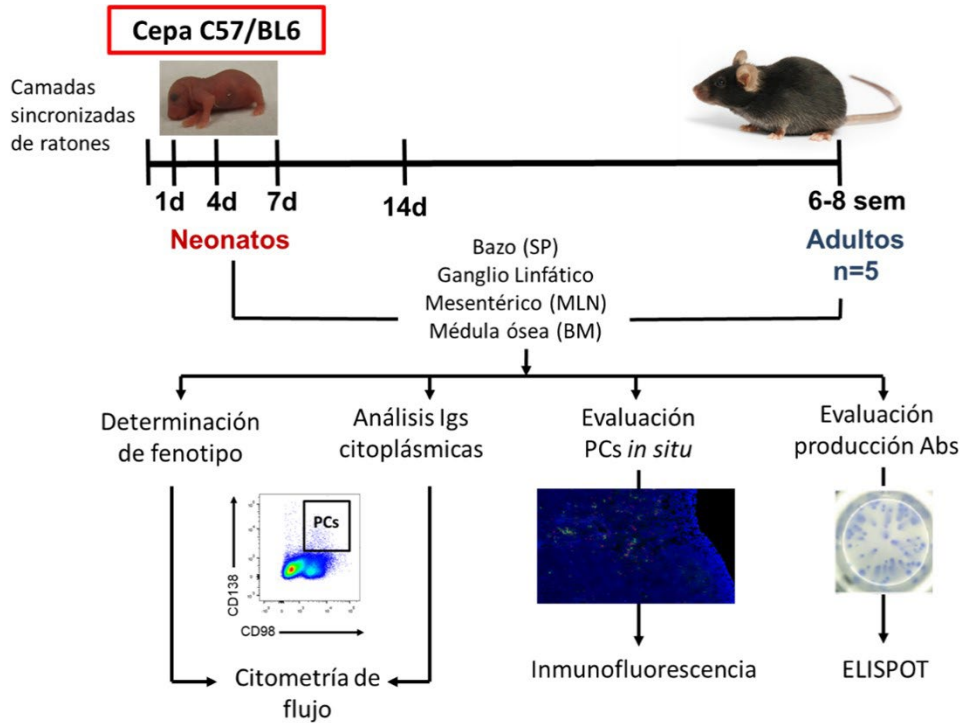 Cepa C57/BL6
Camadas
sincronizadas
de ratones
1d
4d
7d
14d
6-8 sem
Neonatos
Adultos
n=5
Bazo (SP)
Ganglio Linfático
Mesentérico (MLN)
Médula ósea (BM)
Determinación
de fenotipo
Análisis Igs
citoplásmicas
Evaluación
PCs in situ
Evaluación
producción Abs
PCs
CD138
CD98
Citometría de
flujo
Inmunofluorescencia
ELISPOT